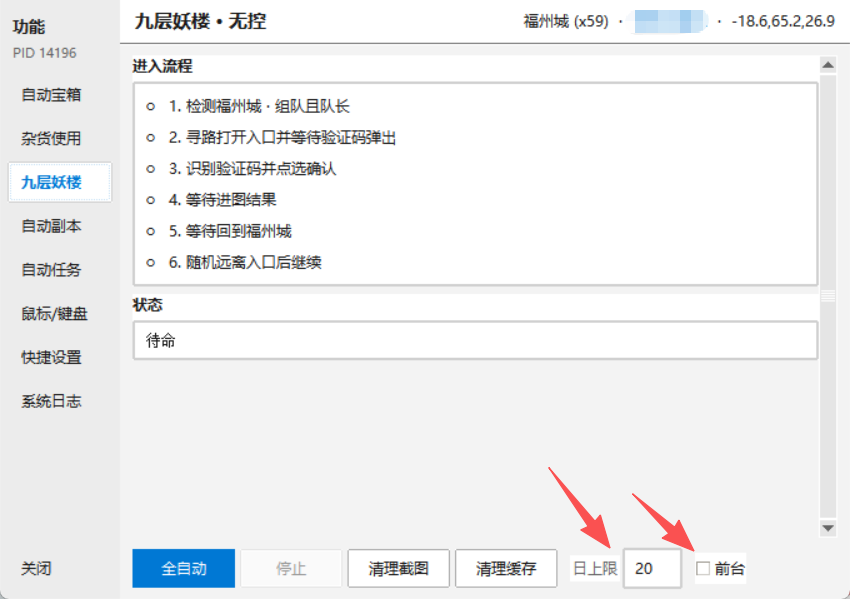 功能
PID 14196
自动宝箱
杂货使用
九层妖楼
自动副本
自动任务
鼠标/键盘
快捷设置
系统日志
关闭
九层妖楼 • 无控
福州城 (x59) · · -18.6,65.2,26.9
进入流程
1. 检测福州城 · 组队且队长
2. 寻路打开入口并等待验证码弹出
3. 识别验证码并点选确认
4. 等待进图结果
5. 等待回到福州城
6. 随机远离入口后继续
状态
待命
全自动 停止 清理截图 清理缓存 日上限 20 前台